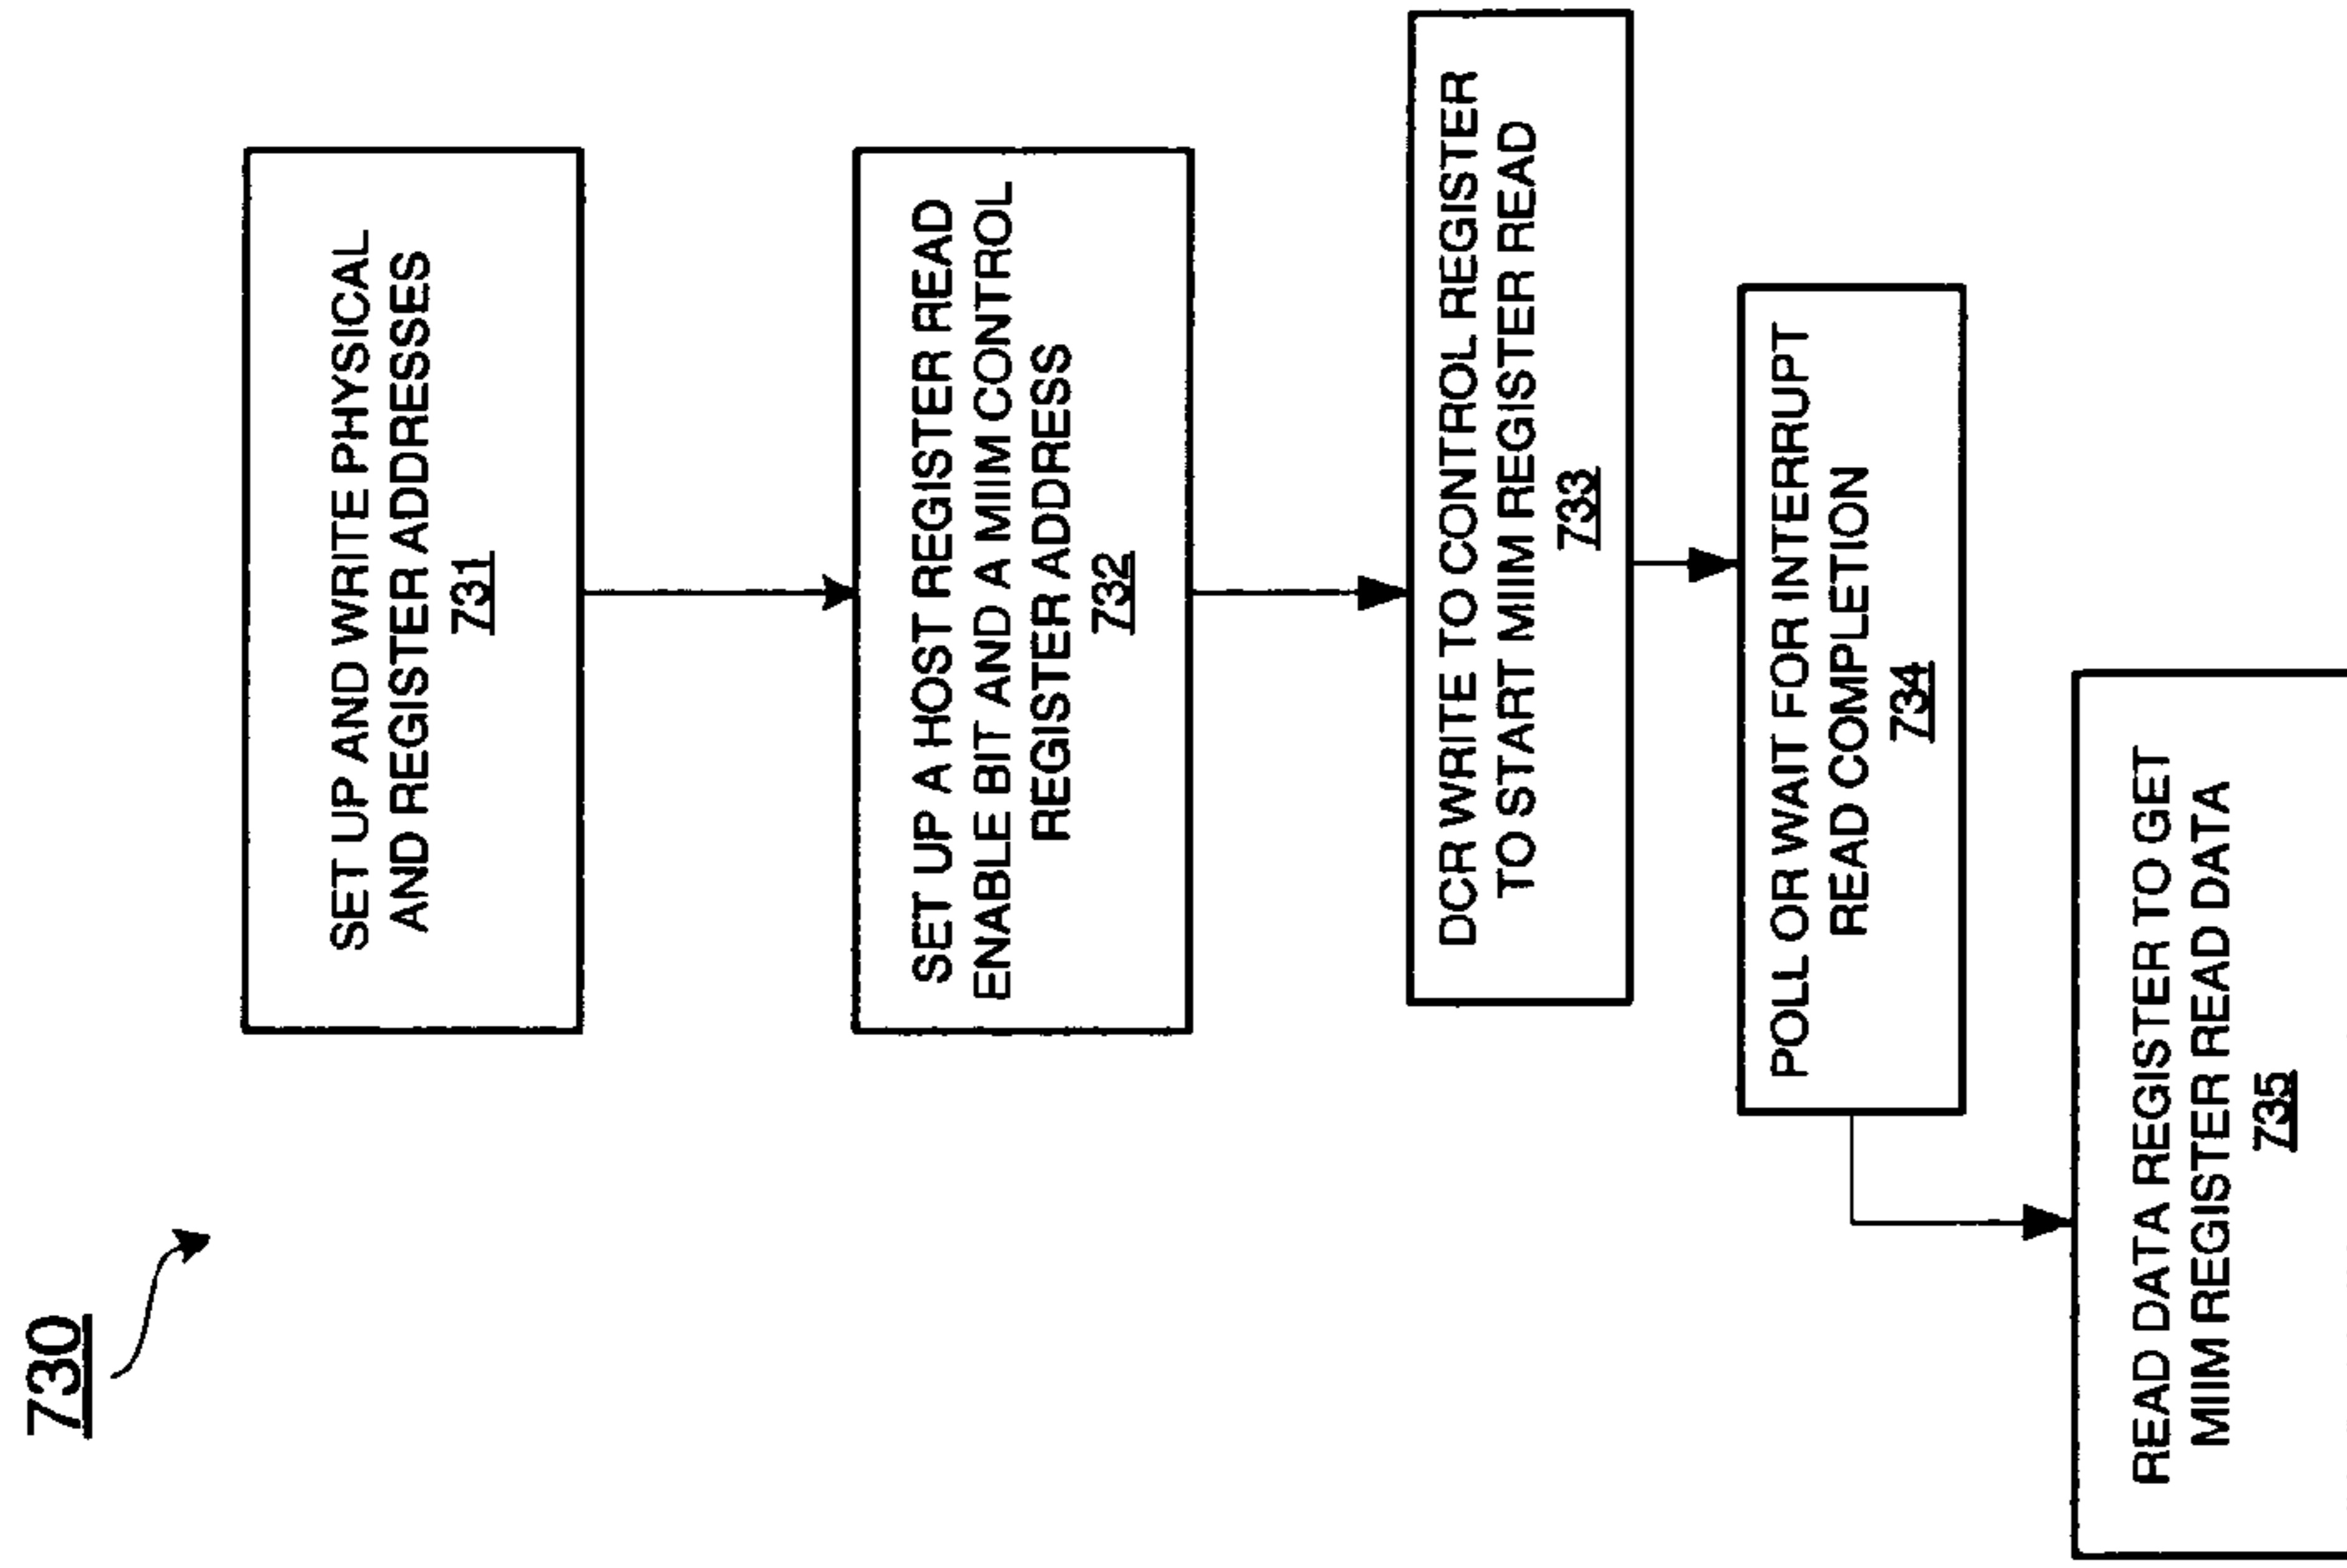 730
SET UP AND WRITE PHYSICAL
AND REGISTER ADDRESSES
731
SET UP A HOST REGISTER READ
ENABLE BIT AND A MIIM CONTROL
REGISTER ADDRESS
732
DCR WRITE TO CONTROL REGISTER
TO START MIIM REGISTER READ
733
POLL OR WAIT FOR INTERRUPT
READ COMPLETION
734
READ DATA REGISTER TO GET
MIIM REGISTER READ DATA
735